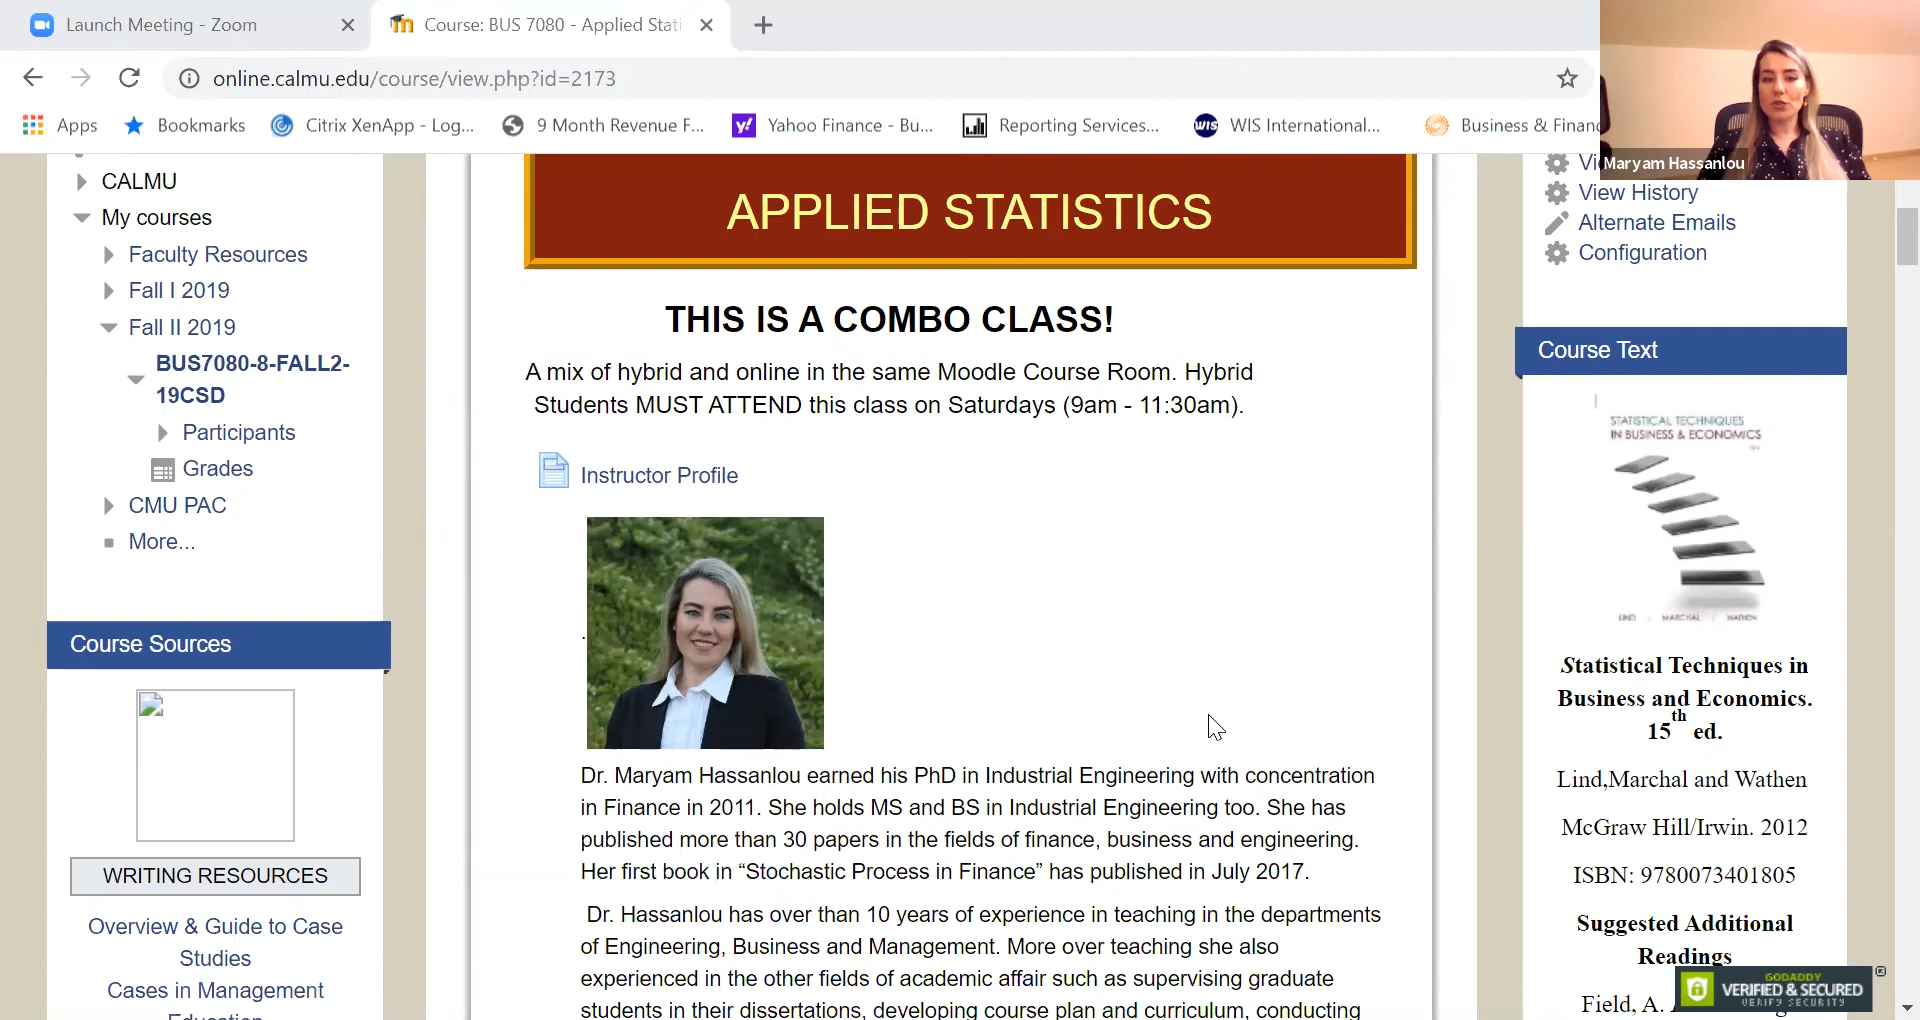 Launch Meeting - Zoom
Course: BUS 7080 - Applied Stati
online.calmu.edu/course/view.php?id=2173
Apps
Bookmarks
Citrix XenApp - Log...
9 Month Revenue F...
Yahoo Finance - Bu...
Reporting Services...
WIS
WIS International...
Business & Financ
Maryam Hassanlou
CALMU
My courses
Faculty Resources
Fall I 2019
Fall II 2019
BUS7080-8-FALL2-
19CSD
Participants
Grades
CMU PAC
More...
Course Sources
WRITING RESOURCES
Overview & Guide to Case
Studies
Cases in Management
Education
APPLIED STATISTICS
THIS IS A COMBO CLASS!
A mix of hybrid and online in the same Moodle Course Room. Hybrid
Students MUST ATTEND this class on Saturdays (9am - 11:30am).
Instructor Profile
.
Dr. Maryam Hassanlou earned his PhD in Industrial Engineering with concentration
in Finance in 2011. She holds MS and BS in Industrial Engineering too. She has
published more than 30 papers in the fields of finance, business and engineering.
Her first book in “Stochastic Process in Finance” has published in July 2017.
Dr. Hassanlou has over than 10 years of experience in teaching in the departments
of Engineering, Business and Management. More over teaching she also
experienced in the other fields of academic affair such as supervising graduate
students in their dissertations, developing course plan and curriculum, conducting
Vi
View History
Alternate Emails
Configuration
Course Text
STATISTICAL TECHNIQUES
IN BUSINESS & ECONOMICS
LIND | MARCHAL | WATHEN
Statistical Techniques in
Business and Economics.
15th ed.
Lind,Marchal and Wathen
McGraw Hill/Irwin. 2012
ISBN: 9780073401805
Suggested Additional
Readings
Field, A.
GODADDY
VERIFIED & SECURED
VERIFY SECURITY